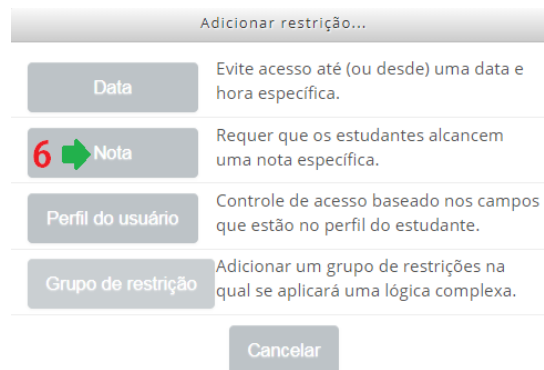 Adicionar restrição...
Data
Evite acesso até (ou desde) uma data e
hora específica.
6 Nota
Requer que os estudantes alcancem
uma nota específica.
Perfil do usuário
Controle de acesso baseado nos campos
que estão no perfil do estudante.
Grupo de restrição
Adicionar um grupo de restrições na
qual se aplicará uma lógica complexa.
Cancelar